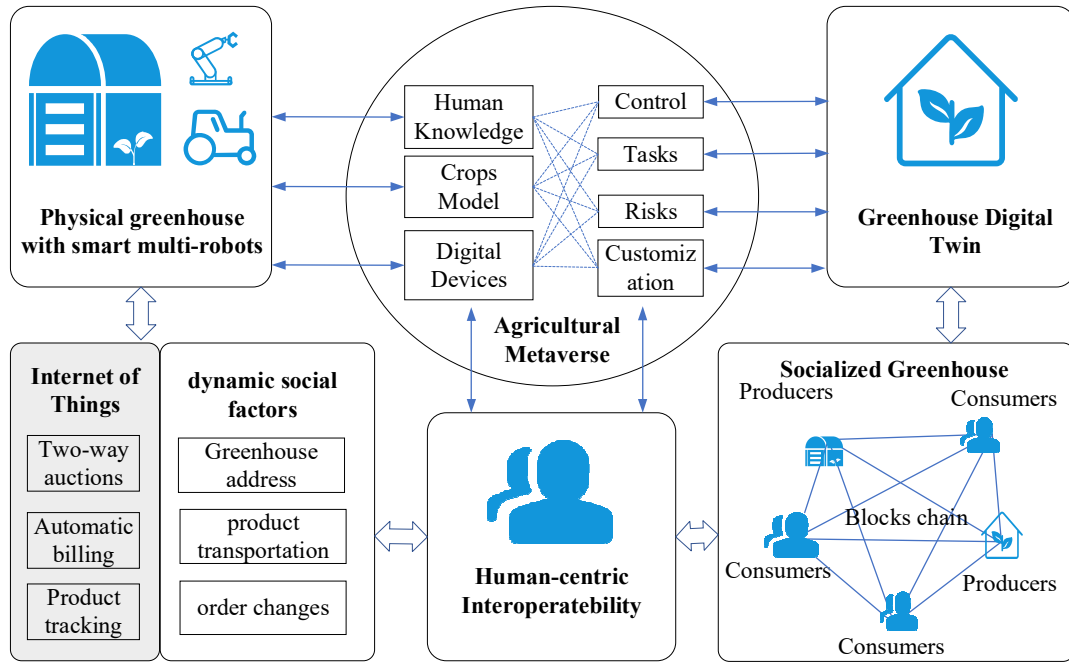 Physical greenhouse
with smart multi-robots
Human
Knowledge
Crops
Model
Digital
Devices
Control
Tasks
Risks
Customiz
ation
Agricultural
Metaverse
Greenhouse Digital
Twin
Internet of
Things
Two-way
auctions
Automatic
billing
Product
tracking
dynamic social
factors
Greenhouse
address
product
transportation
order changes
Human-centric
Interoperatebility
Socialized Greenhouse
Producers
Consumers
Blocks chain
Consumers
Producers
Consumers